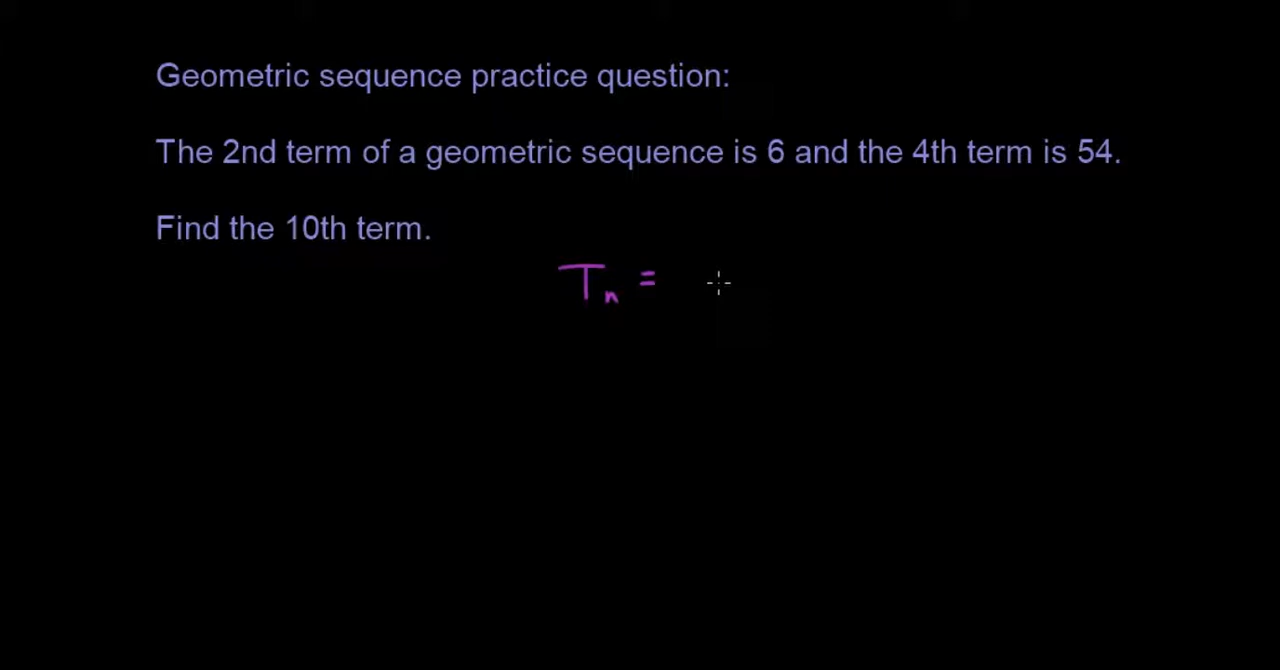 Geometric sequence practice question:
The 2nd term of a geometric sequence is 6 and the 4th term is 54.
Find the 10th term.
Tₙ =